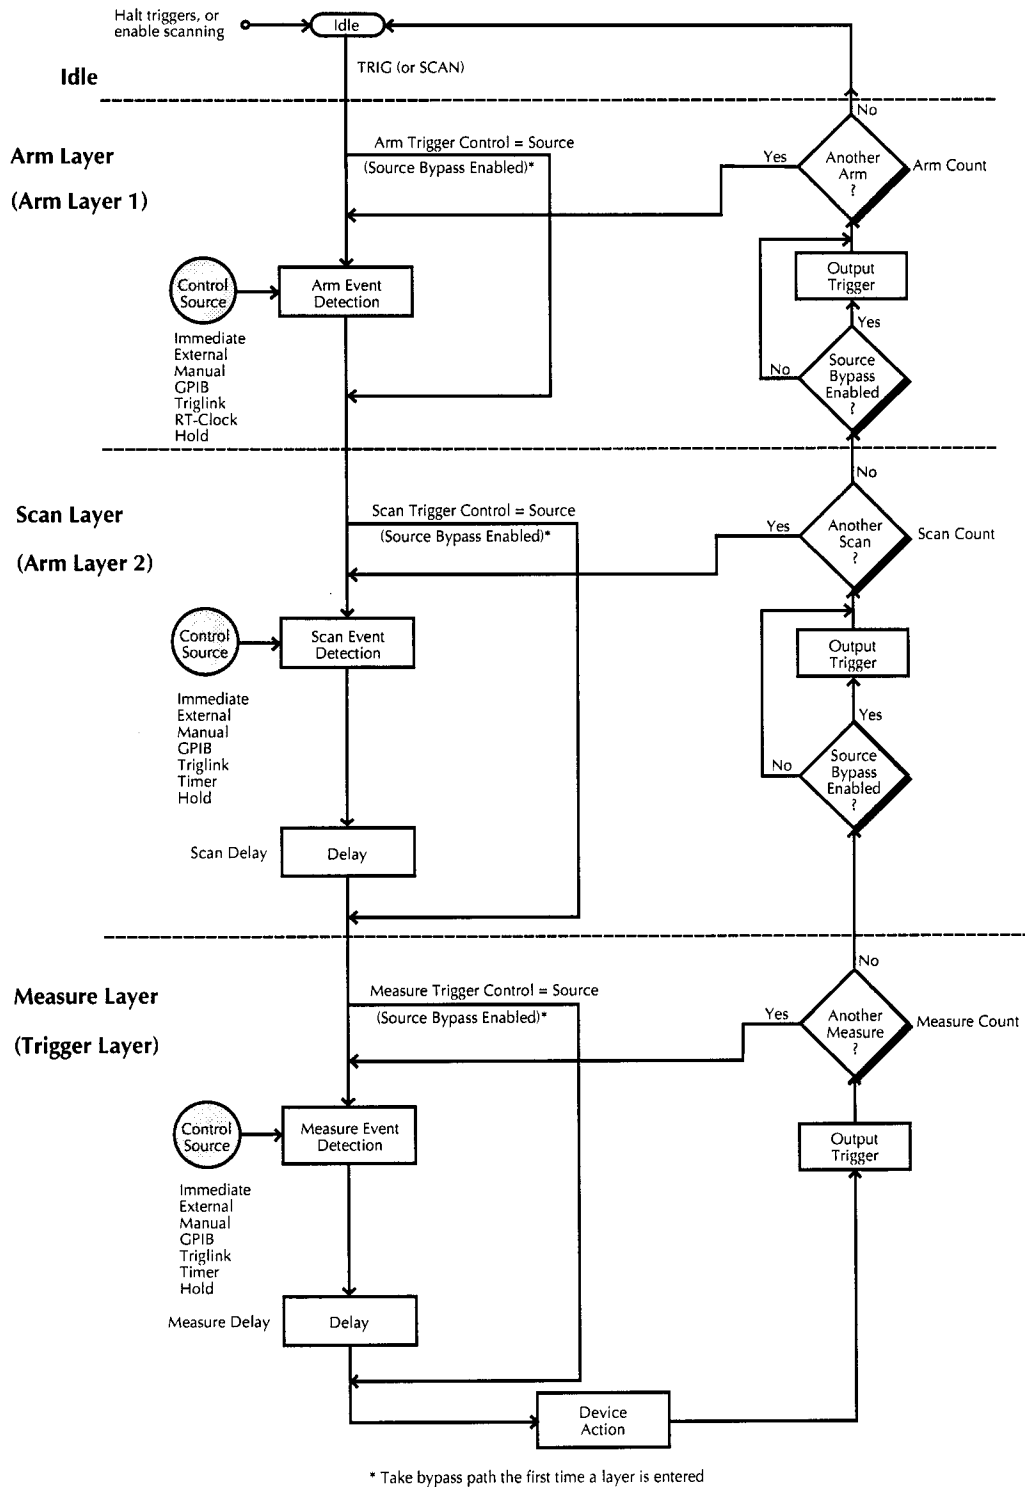 Halt triggers, or
enable scanning
Idle
TRIG (or SCAN)
Idle
No
Arm Layer
(Arm Layer 1)
Arm Trigger Control = Source
(Source Bypass Enabled)*
Yes
Another
Arm
?
Arm Count
Control
Source
Arm Event
Detection
Output
Trigger
Immediate
External
Manual
GPIB
Triglink
RT-Clock
Hold
Yes
No
Source
Bypass
Enabled
?
No
Scan Layer
(Arm Layer 2)
Scan Trigger Control = Source
(Source Bypass Enabled)*
Yes
Another
Scan
?
Scan Count
Control
Source
Scan Event
Detection
Output
Trigger
Immediate
External
Manual
GPIB
Triglink
Timer
Hold
Yes
No
Source
Bypass
Enabled
?
Scan Delay
Delay
No
Measure Layer
(Trigger Layer)
Measure Trigger Control = Source
(Source Bypass Enabled)*
Yes
Another
Measure
?
Measure Count
Control
Source
Measure Event
Detection
Output
Trigger
Immediate
External
Manual
GPIB
Triglink
Timer
Hold
Measure Delay
Delay
Device
Action
* Take bypass path the first time a layer is entered